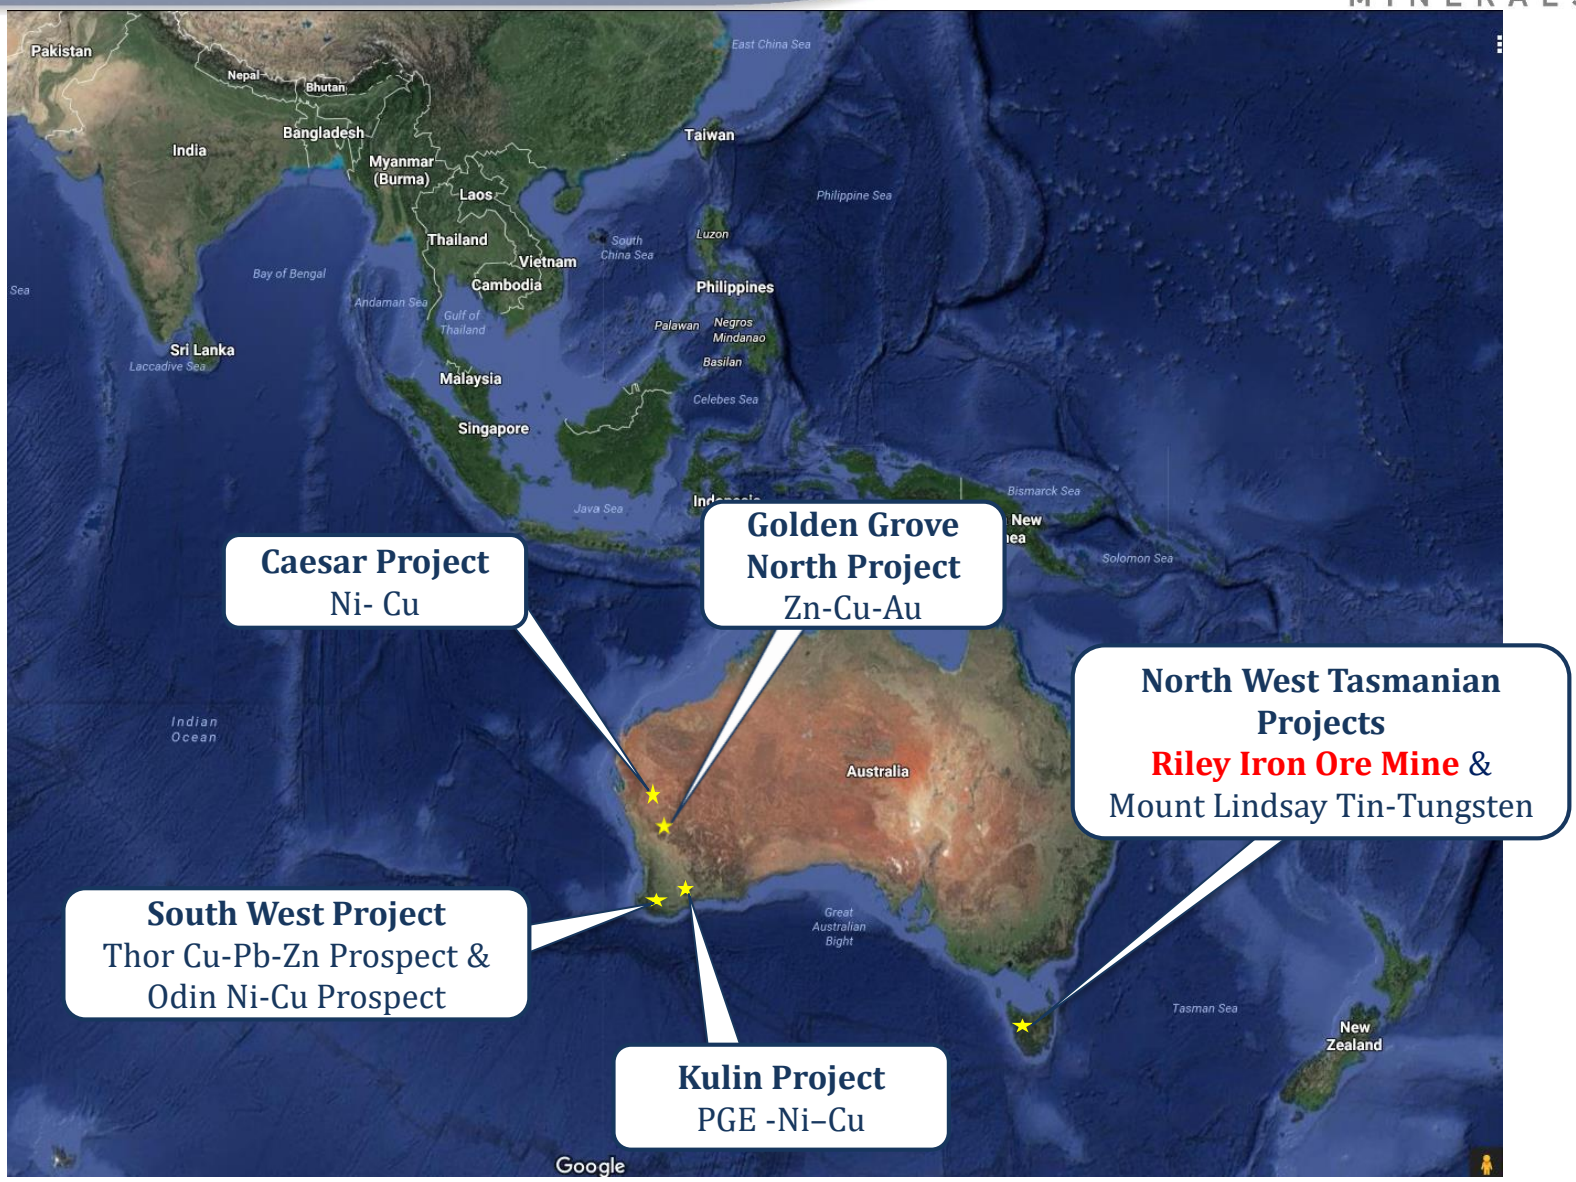 MINERALS
East China Sea
Pakistan
Nepal
Bhutan
Bangladesh
Taiwan
India
Myanmar
(Burma)
Laos
Philippine Sea
Thailand
South
China Sea
Luzon
Vietnam
Bay of Bengal
Cambodia
Philippines
Sea
Andaman Sea
Gulf of
Thailand
Palawan
Negros
Mindanao
Sri Lanka
Laccadive Sea
Basilan
Malaysia
Celebes Sea
Singapore
Bismarck Sea
Java Sea
New
Solomon Sea
Caesar Project
Ni- Cu
Golden Grove
North Project
Zn-Cu-Au
North West Tasmanian
Projects
Riley Iron Ore Mine &
Mount Lindsay Tin-Tungsten
Indian
Ocean
Australia
South West Project
Thor Cu-Pb-Zn Prospect &
Odin Ni-Cu Prospect
Great
Australian
Bight
Tasman Sea
New
Zealand
Kulin Project
PGE -Ni–Cu
Google